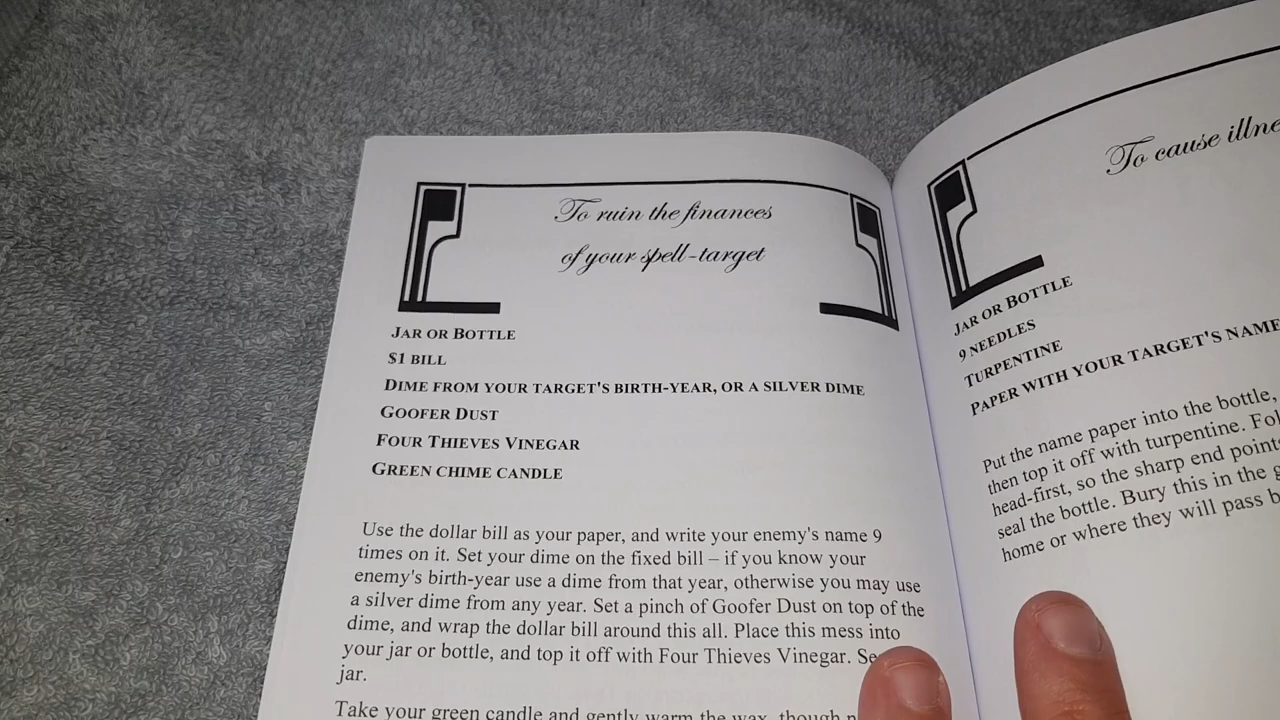 To ruin the finances
of your spell-target
JAR OR BOTTLE
$1 BILL
DIME FROM YOUR TARGET'S BIRTH-YEAR, OR A SILVER DIME
GOOFER DUST
FOUR THIEVES VINEGAR
GREEN CHIME CANDLE
Use the dollar bill as your paper, and write your enemy's name 9
times on it. Set your dime on the fixed bill – if you know your
enemy's birth-year use a dime from that year, otherwise you may use
a silver dime from any year. Set a pinch of Goofer Dust on top of the
dime, and wrap the dollar bill around this all. Place this mess into
your jar or bottle, and top it off with Four Thieves Vinegar.
jar.
Take your green candle and gently warm the wax, though
To cause
JAR OR BOTTLE
9 NEEDLES
TURPENTINE
PAPER WITH YOUR TARGET'S NAME
Put the name paper into the bottle,
then top it off with turpentine.
head-first, so the sharp end
seal the bottle. Bury this in the
home or where they will pass